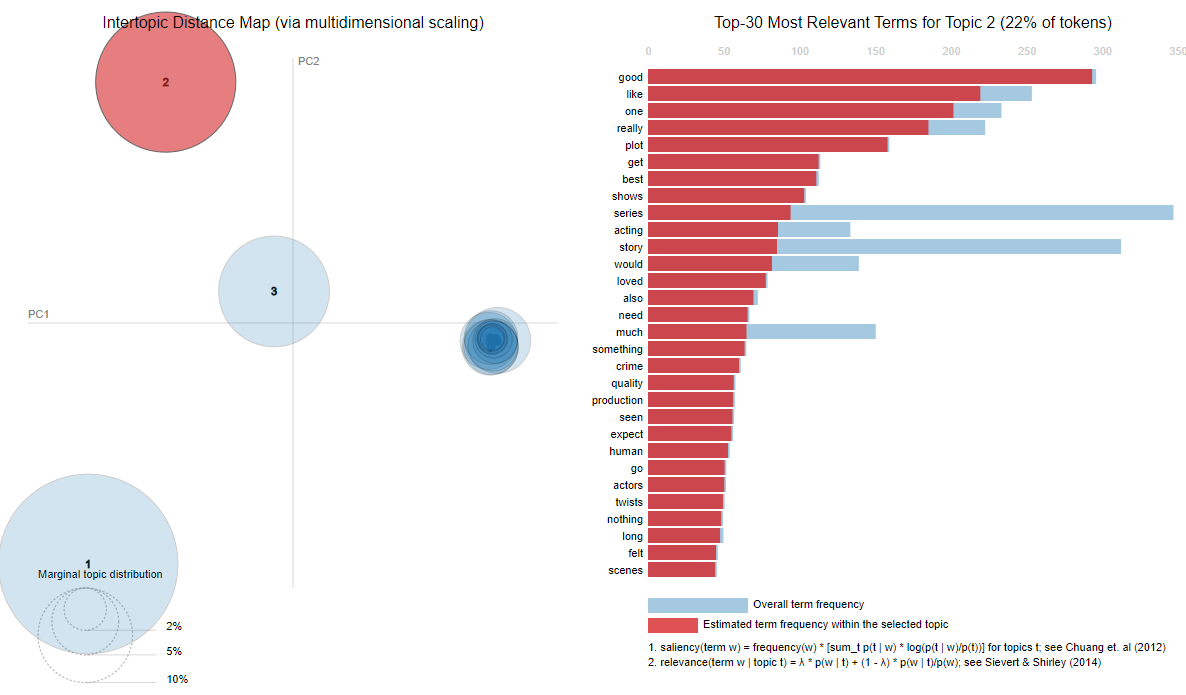 Intertopic Distance Map (via multidimensional scaling)
PC2
2
3
PC1
1
Marginal topic distribution
2%
5%
10%
Top-30 Most Relevant Terms for Topic 2 (22% of tokens)
0 50 100 150 200 250 300 350
good
like
one
really
plot
get
best
shows
series
acting
story
would
loved
also
need
much
something
crime
quality
production
seen
expect
human
go
actors
twists
nothing
long
felt
scenes
Overall term frequency
Estimated term frequency within the selected topic
1. saliency(term w) = frequency(w) * [sum_t p(t | w) * log(p(t | w)/p(t))] for topics t; see Chuang et. al (2012)
2. relevance(term w | topic t) = λ * p(w | t) + (1 - λ) * p(w | t)/p(w); see Sievert & Shirley (2014)